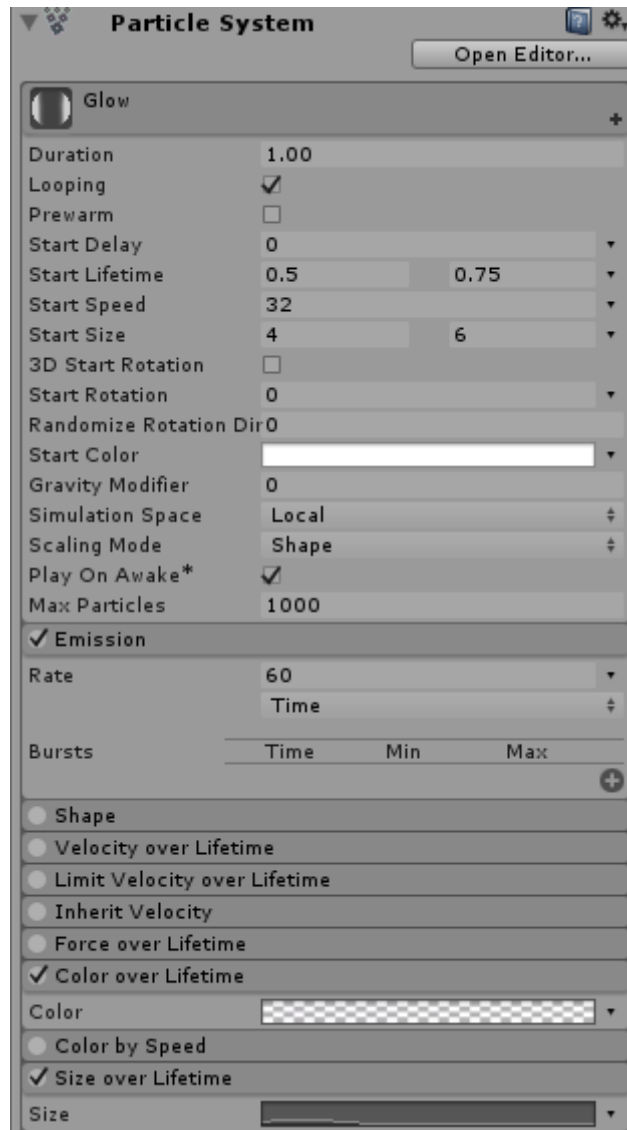 Particle System
Open Editor...
Glow
Duration 1.00
Looping
Prewarm
Start Delay 0
Start Lifetime 0.5 0.75
Start Speed 32
Start Size 4 6
3D Start Rotation
Start Rotation 0
Randomize Rotation Dir 0
Start Color
Gravity Modifier 0
Simulation Space Local
Scaling Mode Shape
Play On Awake*
Max Particles 1000
Emission
Rate 60
Time
Bursts Time Min Max
Shape
Velocity over Lifetime
Limit Velocity over Lifetime
Inherit Velocity
Force over Lifetime
Color over Lifetime
Color
Color by Speed
Size over Lifetime
Size